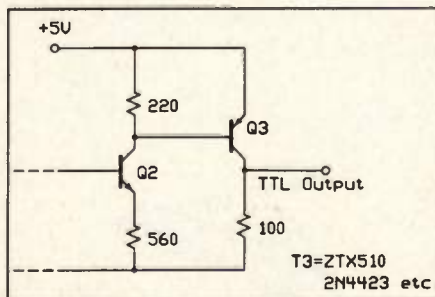 +5V
220
Q3
Q2
TTL Output
560
100
T3=ZTX510
2N4423 etc